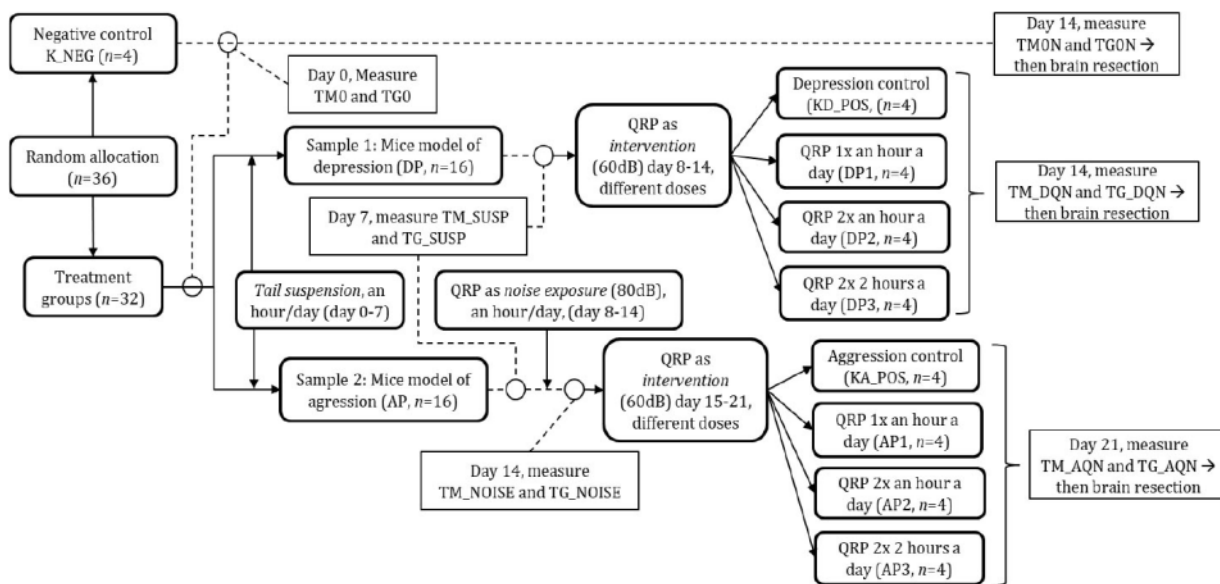 Negative control
K_NEG (n=4)
Day 14, measure
TM0N and TG0N →
then brain resection
Day 0, Measure
TM0 and TG0
Random allocation
(n=36)
Sample 1: Mice model of
depression (DP, n=16)
QRP as
intervention
(60dB) day 8-14,
different doses
Depression control
(KD_POS, (n=4)
QRP 1x an hour a
day (DP1, n=4)
QRP 2x an hour a
day (DP2, n=4)
QRP 2x 2 hours a
day (DP3, n=4)
Day 14, measure
TM_DQN and TG_DQN →
then brain resection
Day 7, measure TM_SUSP
and TG_SUSP
Treatment
groups (n=32)
Tail suspension, an
hour/day (day 0-7)
QRP as noise exposure (80dB),
an hour/day, (day 8-14)
Sample 2: Mice model of
agression (AP, n=16)
QRP as
intervention
(60dB) day 15-21,
different doses
Aggression control
(KA_POS, n=4)
QRP 1x an hour a
day (AP1, n=4)
QRP 2x an hour a
day (AP2, n=4)
QRP 2x 2 hours a
day (AP3, n=4)
Day 21, measure
TM_AQN and TG_AQN →
then brain resection
Day 14, measure
TM_NOISE and TG_NOISE